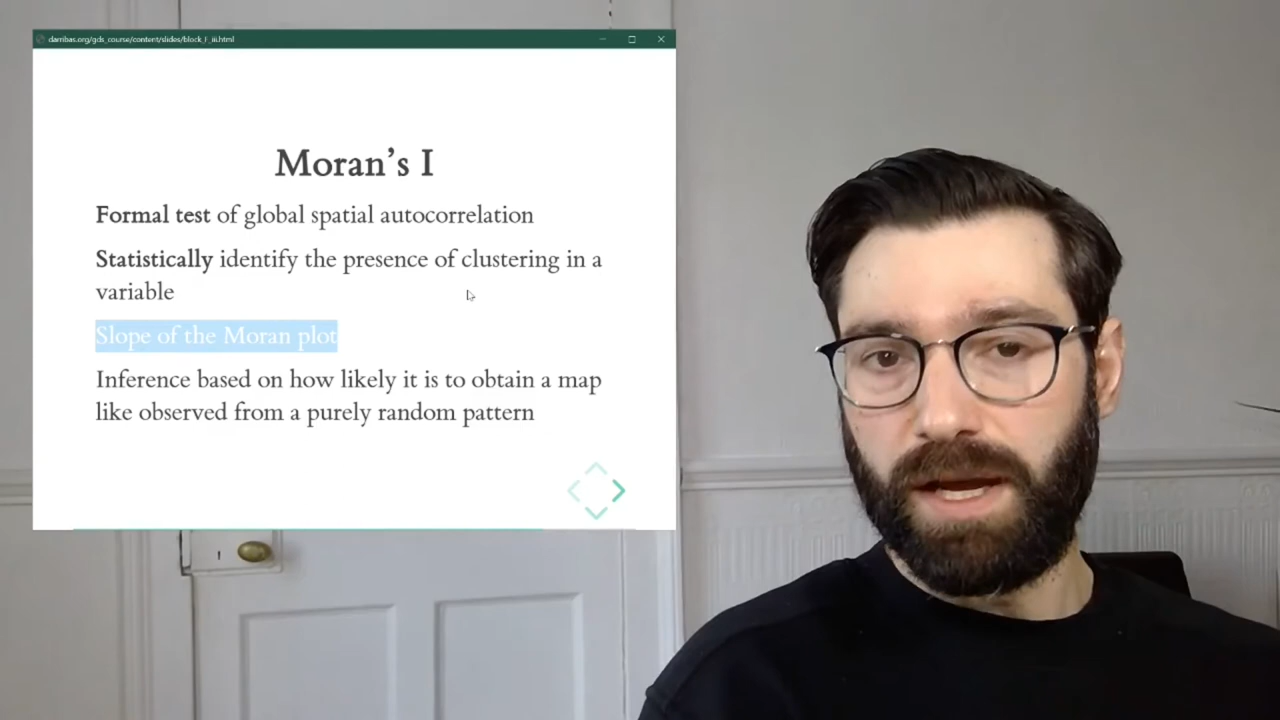 darribas.org/gds_course/content/slides/block_F_iii.html
Moran's I
Formal test of global spatial autocorrelation
Statistically identify the presence of clustering in a
variable
Slope of the Moran plot
Inference based on how likely it is to obtain a map
like observed from a purely random pattern